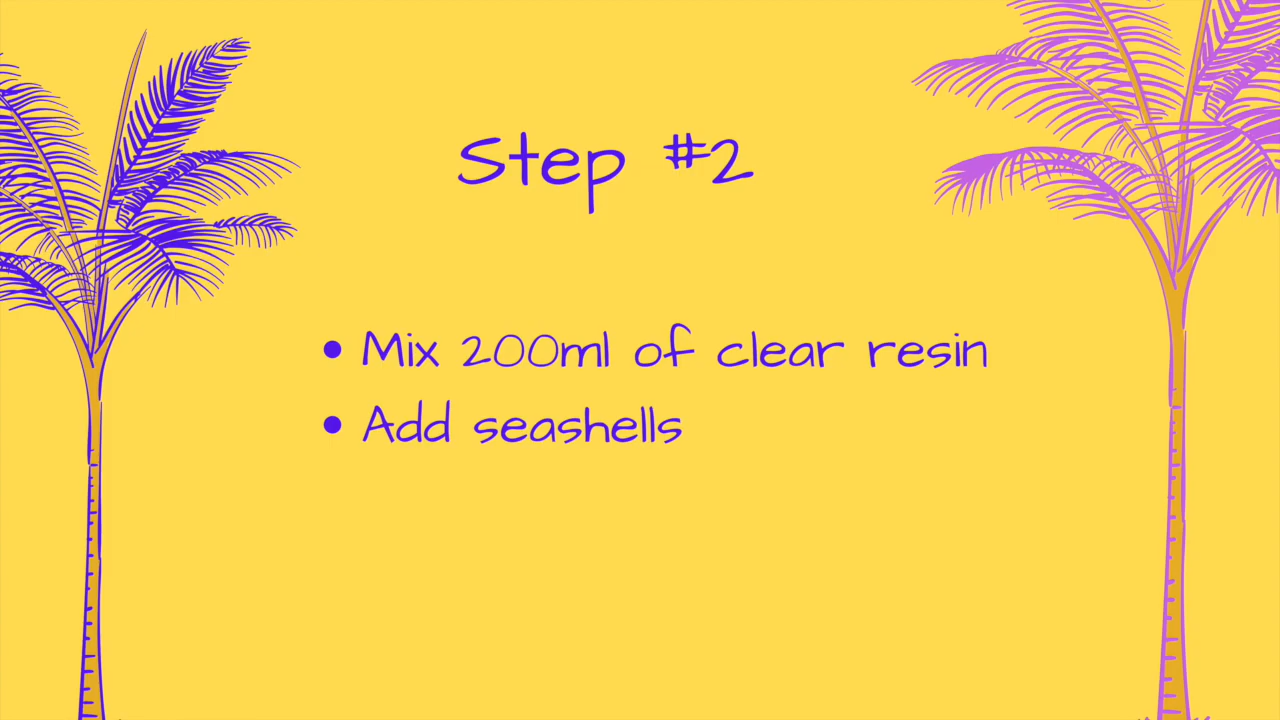 Step #2
• Mix 200ml of clear resin
• Add seashells